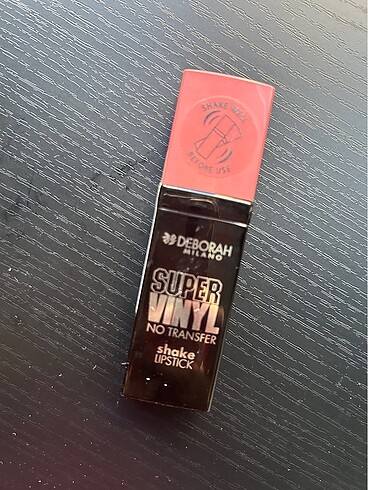 SHAKE WELL
BEFORE USE
DEBORAH
MILANO
SUPER
VINYL
NO TRANSFER
shake
LIPSTICK